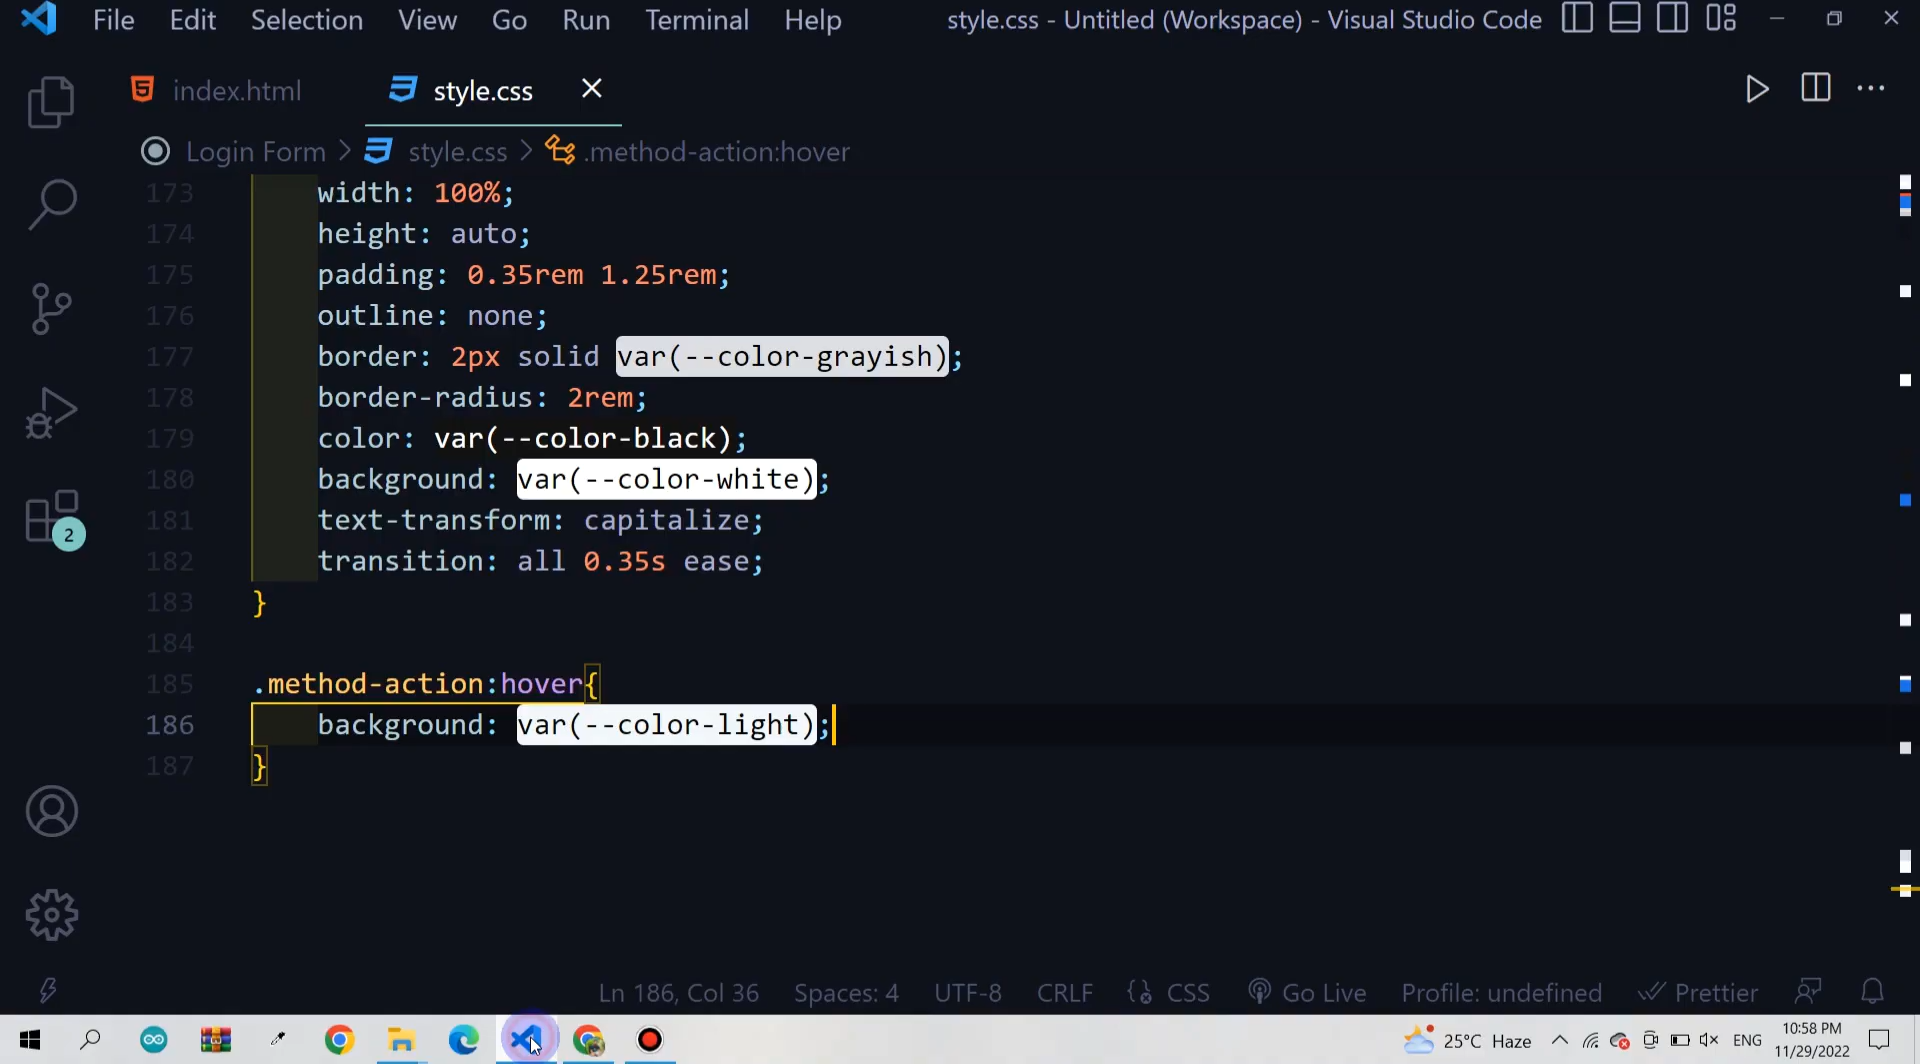 File Edit Selection View Go Run Terminal Help style.css - Untitled (Workspace) - Visual Studio Code
index.html style.css
Login Form > style.css > .method-action:hover
173 width: 100%;
174 height: auto;
175 padding: 0.35rem 1.25rem;
176 outline: none;
177 border: 2px solid var(--color-grayish);
178 border-radius: 2rem;
179 color: var(--color-black);
180 background: var(--color-white);
181 text-transform: capitalize;
182 transition: all 0.35s ease;
183 }
184
185 .method-action:hover{
186 background: var(--color-light);
187 }
2
Ln 186, Col 36 Spaces: 4 UTF-8 CRLF CSS Go Live Profile: undefined Prettier
25°C Haze ENG 10:58 PM
11/29/2022